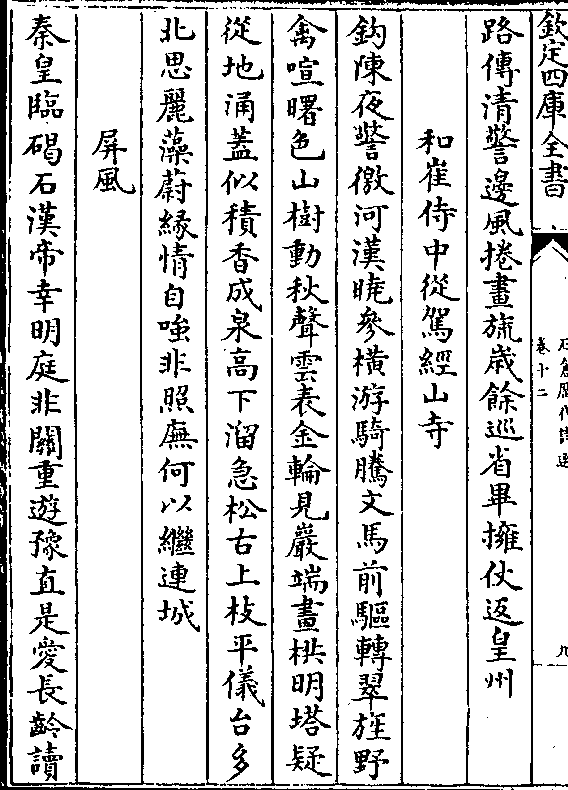 欽定四庫全書
卷十二
路傳清警邊風捲畫旒歲餘巡省畢擁仗返皇州
和崔侍中從駕經山寺
鈎陳夜警徼河漢曉參橫游騎騰文馬前驅轉翠旌野
禽喧曙色山樹動秋聲雲表金輪見巖端畫栱明塔疑
從地涌蓋似積香成泉高下溜急松古上枝平儀台多
北思麗藻蔚緣情自嗤非照廡何以繼連城
屏風
秦皇臨碣石漢帝幸明庭非關重遊豫直是愛長齡讀